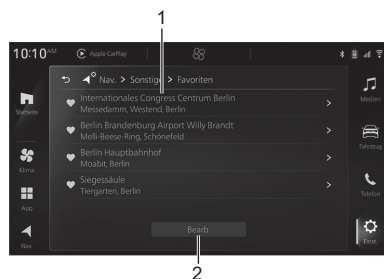 1
10:10 AM
Apple CarPlay
Nav. > Sonstige > Favoriten
Startseite
Klima
App
Nav.
Internationales Congress Centrum Berlin
Messedamm, Westend, Berlin
Berlin Brandenburg Airport Willy Brandt
Melli-Beese-Ring, Schönefeld
Berlin Hauptbahnhof
Moabit, Berlin
Siegessäule
Tiergarten, Berlin
Bearb.
Medien
Fahrzeug
Telefon
Einst.
2